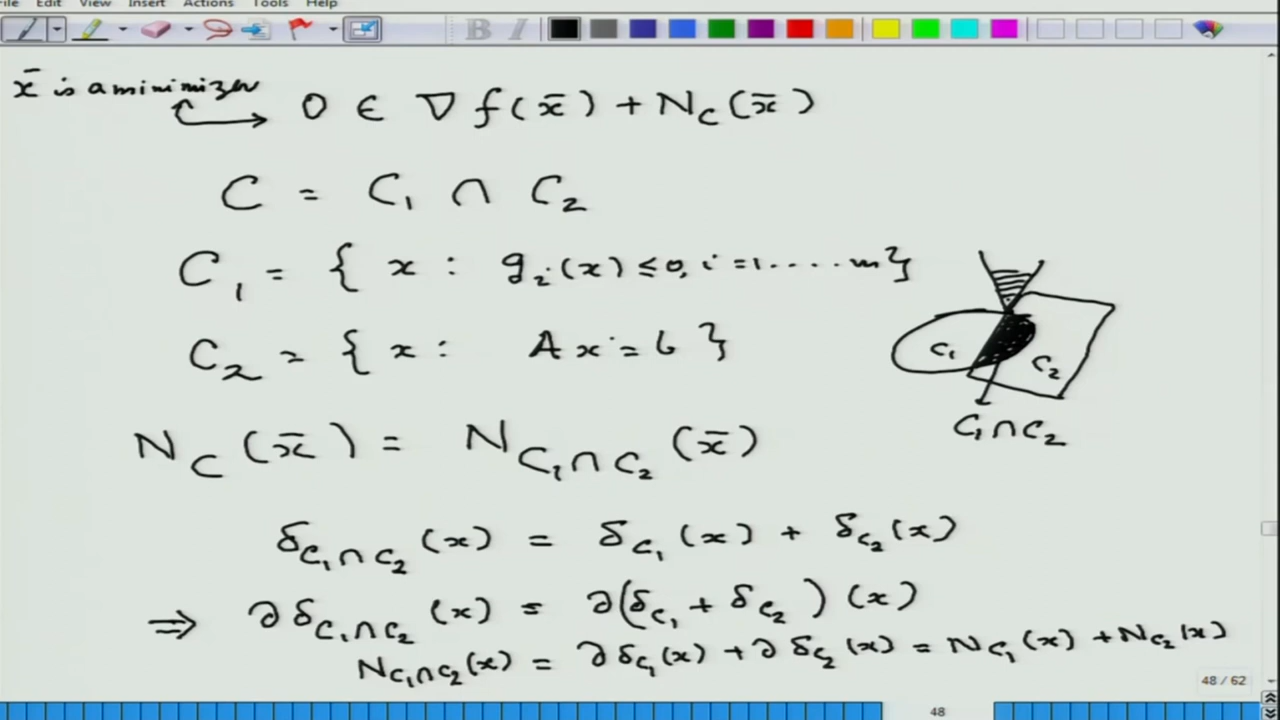 File Edit View Insert Actions Tools Help
B I
x̄ is a minimizer
0 ∈ ∇ f(x̄) + N_C(x̄)
C = C₁ ∩ C₂
C₁ = { x : gᵢ(x) ≤ 0, i = 1.....m }
C₂ = { x : Ax = b }
C₁
C₂
C₁ ∩ C₂
N_C (x̄) = N_{C₁∩C₂} (x̄)
δ_{C₁∩C₂} (x) = δ_{C₁} (x) + δ_{C₂} (x)
⇒ ∂ δ_{C₁∩C₂} (x) = ∂(δ_{C₁} + δ_{C₂}) (x)
N_{C₁∩C₂}(x) = ∂ δ_{C₁}(x) + ∂ δ_{C₂}(x) = N_{C₁}(x) + N_{C₂}(x)
48 / 62
48